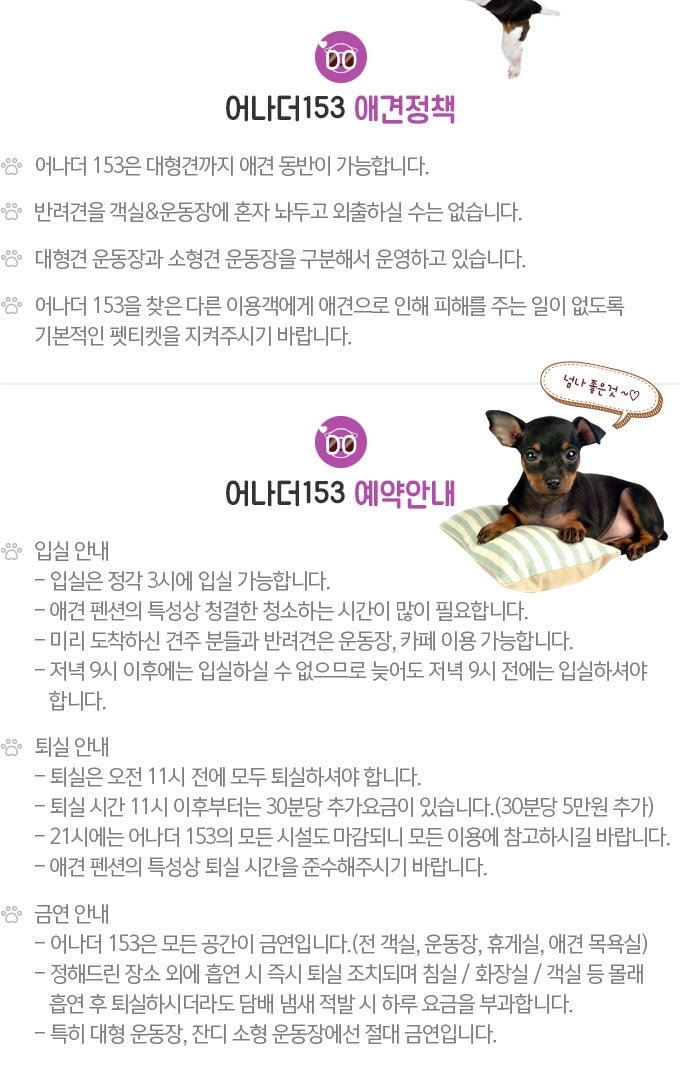 어나더153 애견정책
어나더 153은 대형견까지 애견 동반이 가능합니다.
반려견을 객실&운동장에 혼자 놔두고 외출하실 수는 없습니다.
대형견 운동장과 소형견 운동장을 구분해서 운영하고 있습니다.
어나더 153을 찾은 다른 이용객에게 애견으로 인해 피해를 주는 일이 없도록
기본적인 펫티켓을 지켜주시기 바랍니다.
넘나 좋은것 ~♡
어나더153 예약안내
입실 안내
- 입실은 정각 3시에 입실 가능합니다.
- 애견 펜션의 특성상 청결한 청소하는 시간이 많이 필요합니다.
- 미리 도착하신 견주 분들과 반려견은 운동장, 카페 이용 가능합니다.
- 저녁 9시 이후에는 입실하실 수 없으므로 늦어도 저녁 9시 전에는 입실하셔야
합니다.
퇴실 안내
- 퇴실은 오전 11시 전에 모두 퇴실하셔야 합니다.
- 퇴실 시간 11시 이후부터는 30분당 추가요금이 있습니다.(30분당 5만원 추가)
- 21시에는 어나더 153의 모든 시설도 마감되니 모든 이용에 참고하시길 바랍니다.
- 애견 펜션의 특성상 퇴실 시간을 준수해주시기 바랍니다.
금연 안내
- 어나더 153은 모든 공간이 금연입니다.(전 객실, 운동장, 휴게실, 애견 목욕실)
- 정해드린 장소 외에 흡연 시 즉시 퇴실 조치되며 침실 / 화장실 / 객실 등 몰래
흡연 후 퇴실하시더라도 담배 냄새 적발 시 하루 요금을 부과합니다.
- 특히 대형 운동장, 잔디 소형 운동장에선 절대 금연입니다.